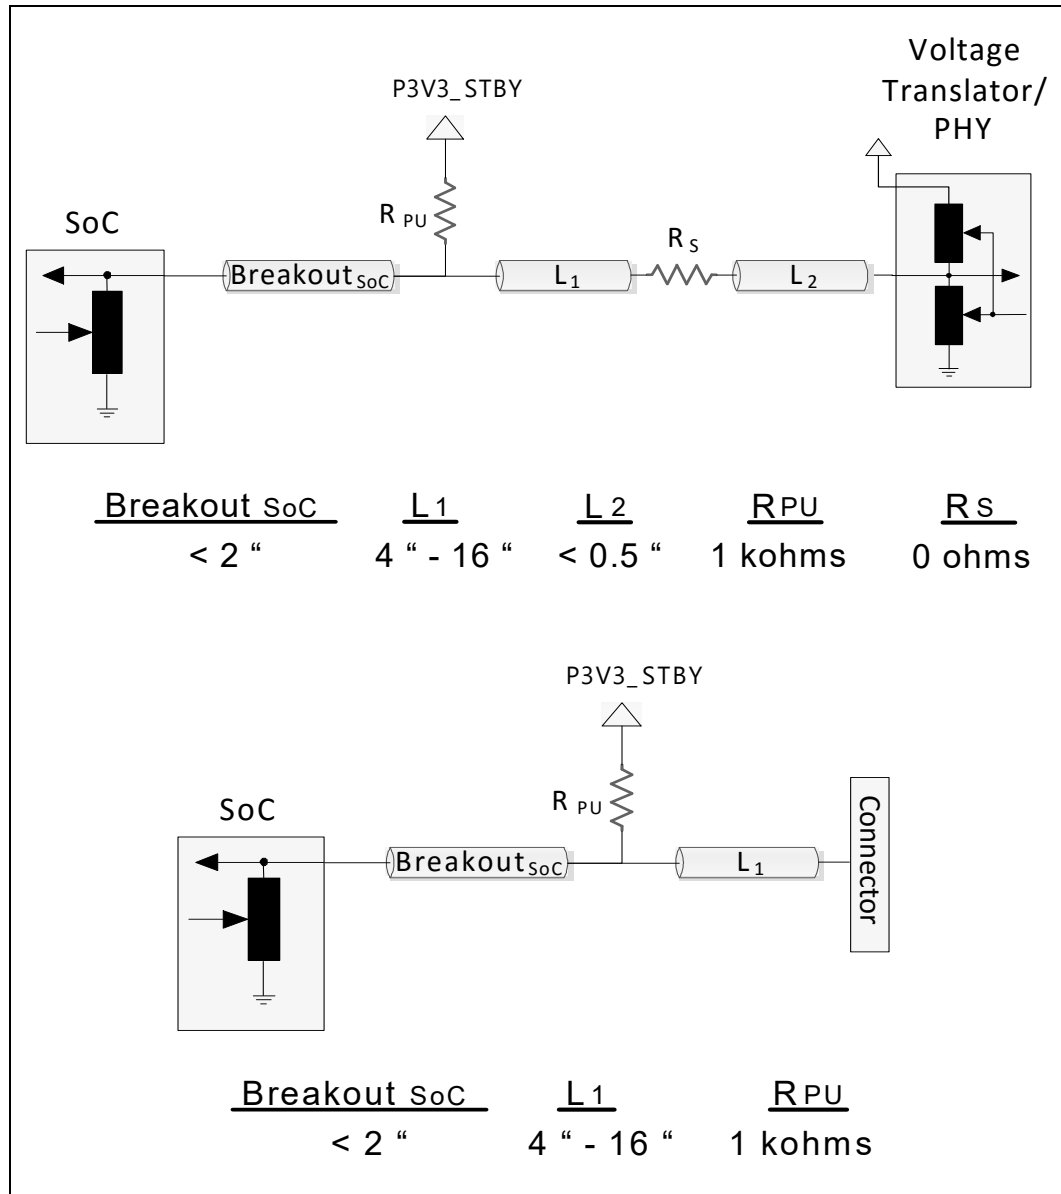 Voltage
Translator/
PHY
P3V3_STBY
SoC
R PU
R S
Breakout SoC
L 1
L 2
Breakout SoC L 1 L 2 R PU R S
< 2 “ 4 “ - 16 “ < 0.5 “ 1 kohms 0 ohms
P3V3_STBY
SoC
R PU
Connector
Breakout SoC
L 1
Breakout SoC L 1 R PU
< 2 “ 4 “ - 16 “ 1 kohms